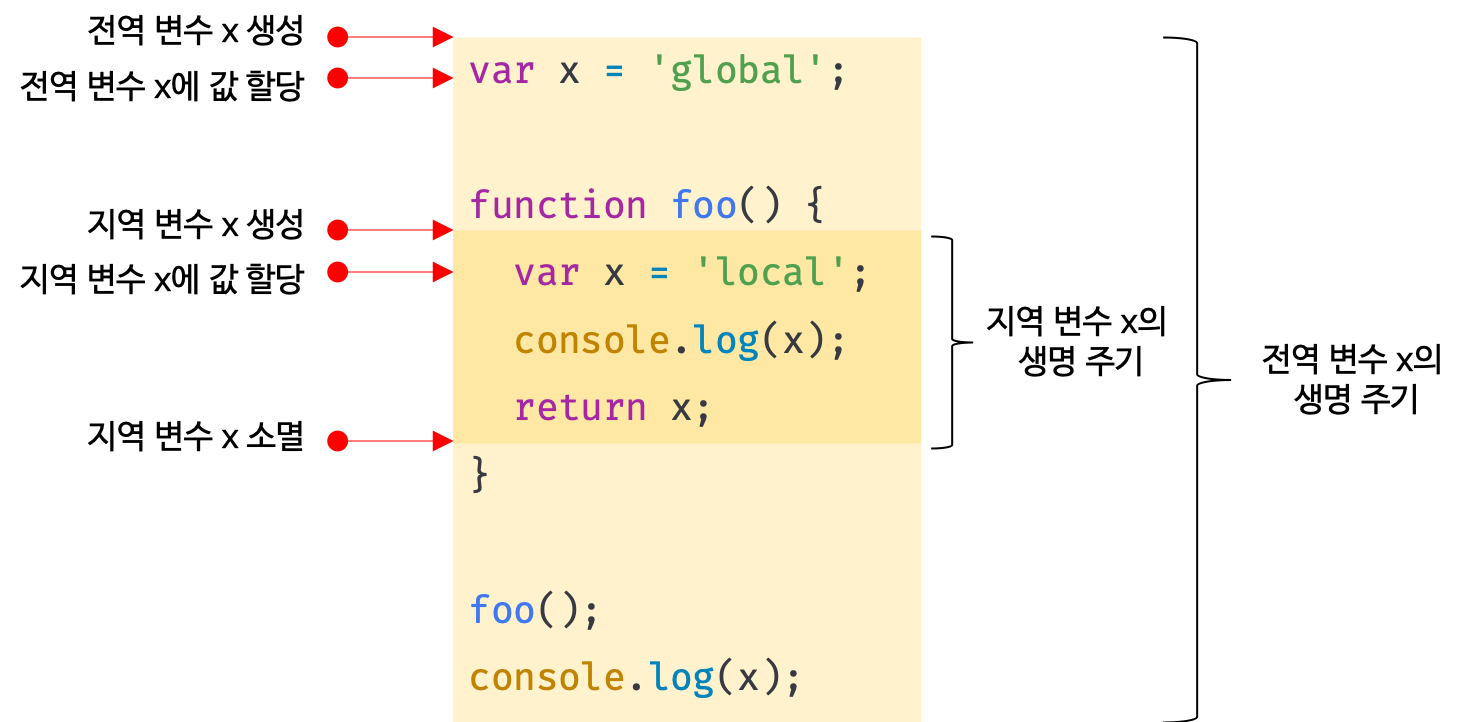 전역 변수 x 생성
전역 변수 x에 값 할당
var x = 'global';
function foo() {
지역 변수 x 생성
지역 변수 x에 값 할당
var x = 'local';
console.log(x);
return x;
지역 변수 x 소멸
}
foo();
console.log(x);
지역 변수 x의
생명 주기
전역 변수 x의
생명 주기